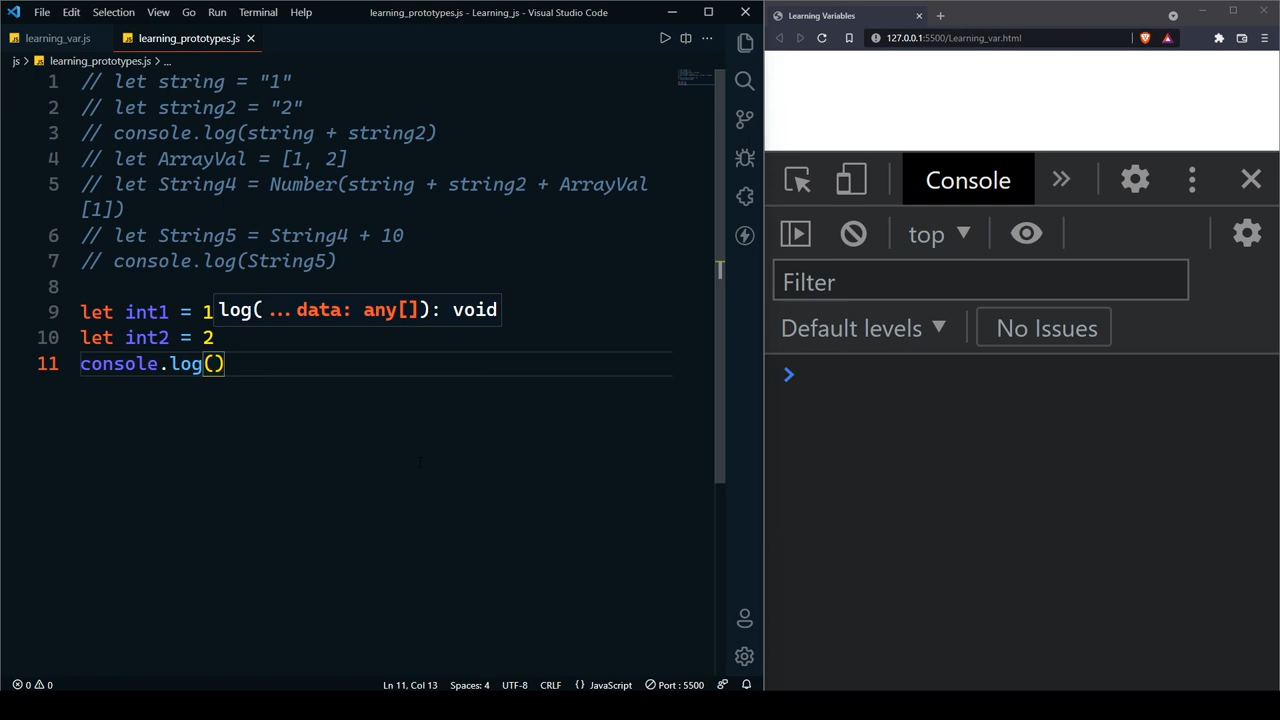 File Edit Selection View Go Run Terminal Help learning_prototypes.js - Learning_js - Visual Studio Code
learning_var.js learning_prototypes.js
js > learning_prototypes.js > ...
1 // let string = "1"
2 // let string2 = "2"
3 // console.log(string + string2)
4 // let ArrayVal = [1, 2]
5 // let String4 = Number(string + string2 + ArrayVal
[1])
6 // let String5 = String4 + 10
7 // console.log(String5)
8
9 let int1 = 1
log(...data: any[]): void
10 let int2 = 2
11 console.log()
0 0 Ln 11, Col 13 Spaces: 4 UTF-8 CRLF {} JavaScript Port : 5500
Learning Variables
127.0.0.1:5500/Learning_var.html
Console
top
Filter
Default levels No Issues